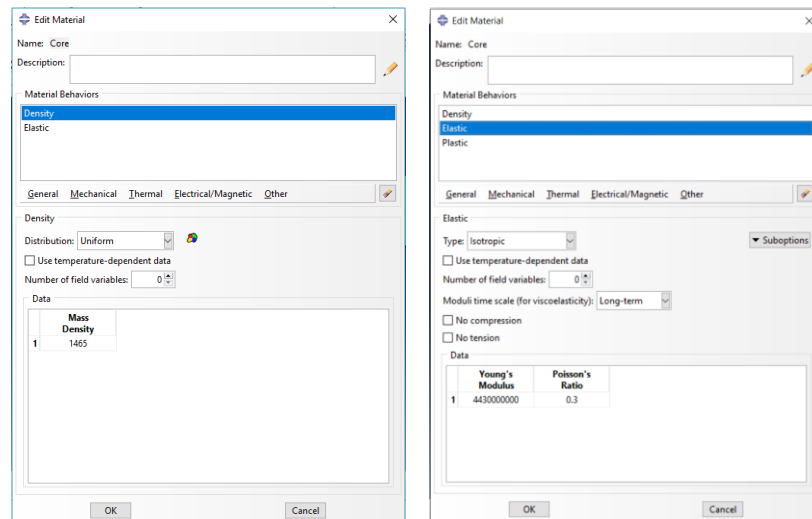 Edit Material
Name: Core
Description:
Material Behaviors
Density
Elastic
General Mechanical Thermal Electrical/Magnetic Other
Density
Distribution: Uniform
Use temperature-dependent data
Number of field variables: 0
Data
Mass
Density
1 1465
OK Cancel
Edit Material
Name: Core
Description:
Material Behaviors
Density
Elastic
Plastic
General Mechanical Thermal Electrical/Magnetic Other
Elastic
Type: Isotropic Suboptions
Use temperature-dependent data
Number of field variables: 0
Moduli time scale (for viscoelasticity): Long-term
No compression
No tension
Data
Young's Poisson's
Modulus Ratio
1 4430000000 0.3
OK Cancel